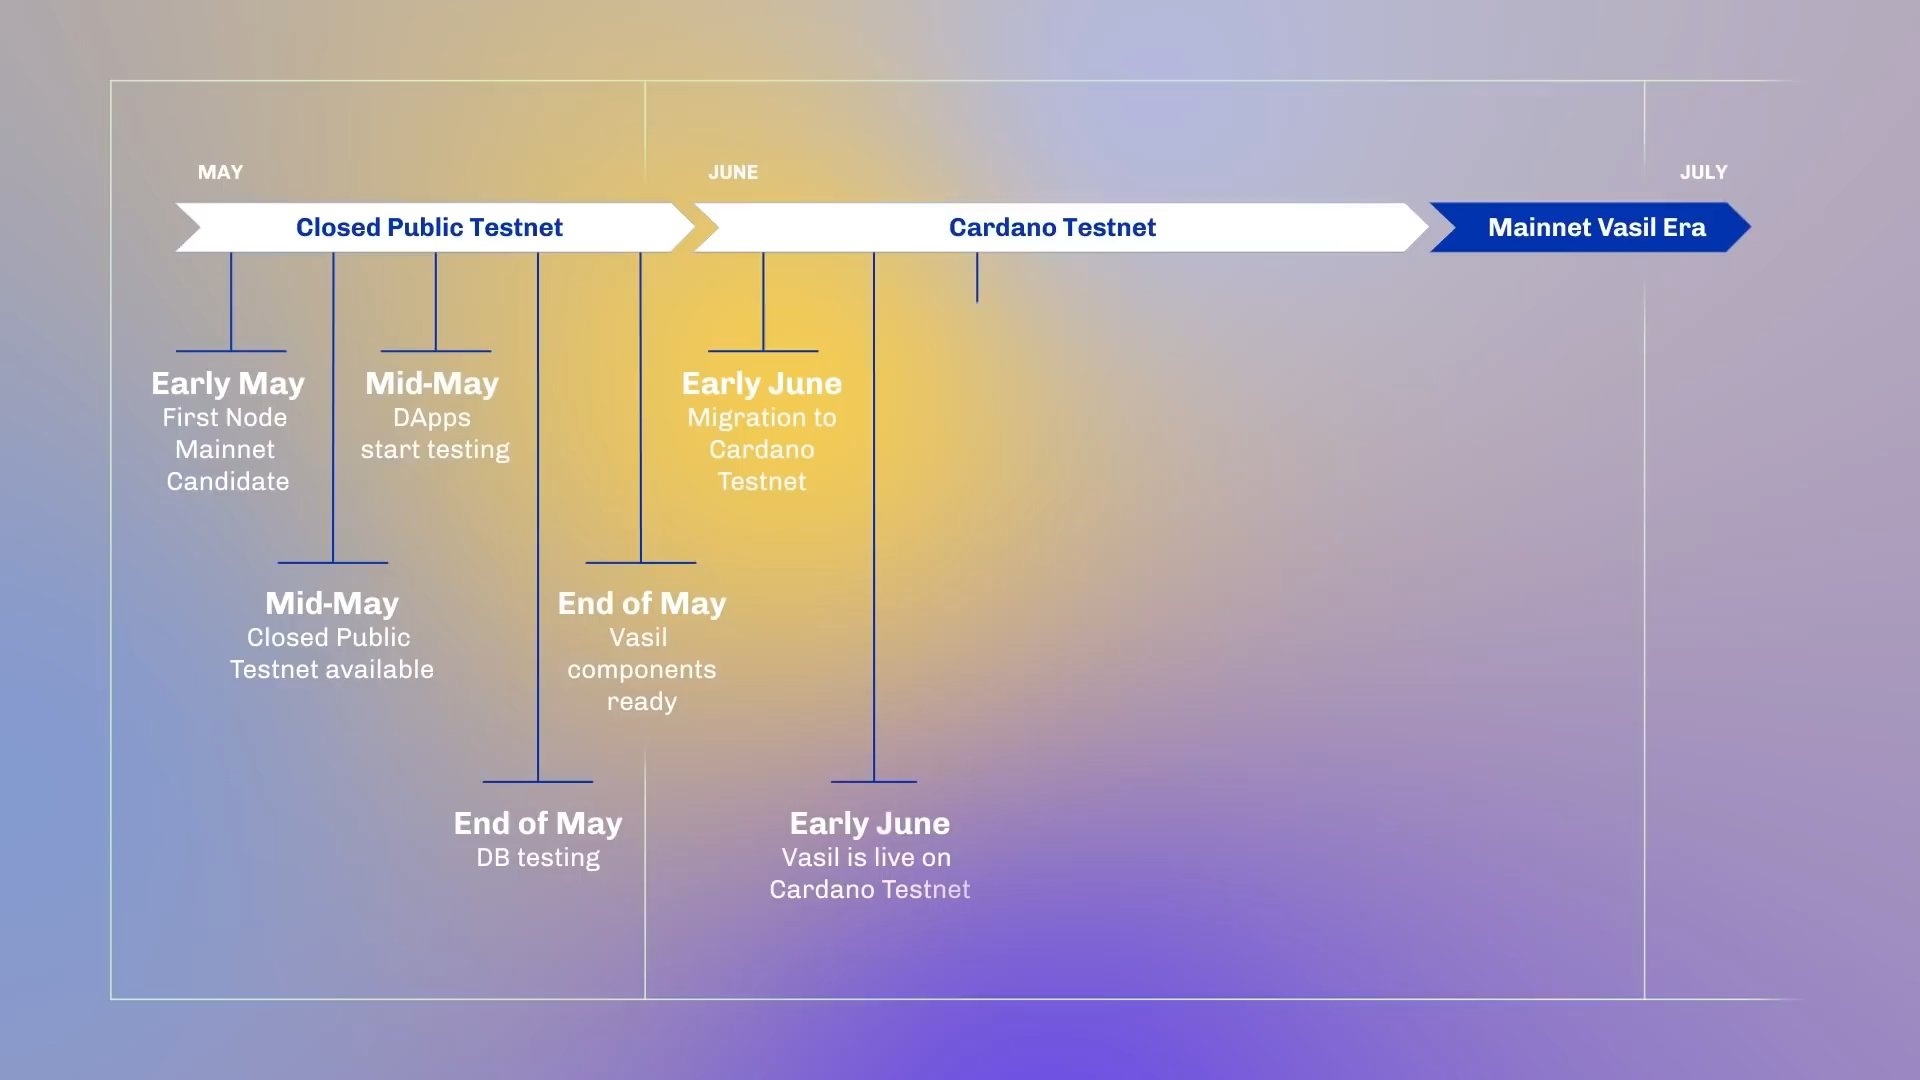 MAY
JUNE
JULY
Closed Public Testnet
Cardano Testnet
Mainnet Vasil Era
Early May
First Node
Mainnet
Candidate
Mid-May
DApps
start testing
Early June
Migration to
Cardano
Testnet
Mid-May
Closed Public
Testnet available
End of May
Vasil
components
ready
End of May
DB testing
Early June
Vasil is live on
Cardano Testnet